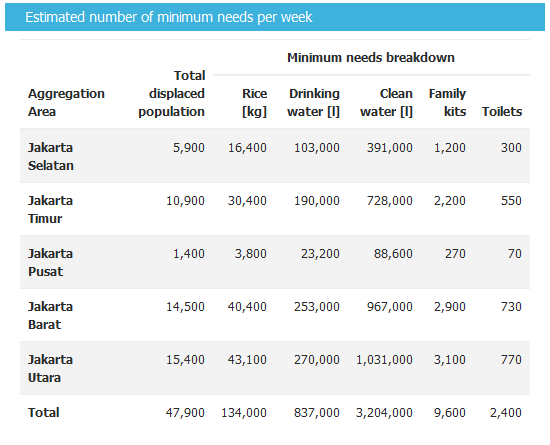 Estimated number of minimum needs per week
Minimum needs breakdown
Total
Aggregation displaced Rice Drinking Clean Family
Area population [kg] water [l] water [l] kits Toilets
Jakarta 5,900 16,400 103,000 391,000 1,200 300
Selatan
Jakarta 10,900 30,400 190,000 728,000 2,200 550
Timur
Jakarta 1,400 3,800 23,200 88,600 270 70
Pusat
Jakarta 14,500 40,400 253,000 967,000 2,900 730
Barat
Jakarta 15,400 43,100 270,000 1,031,000 3,100 770
Utara
Total 47,900 134,000 837,000 3,204,000 9,600 2,400